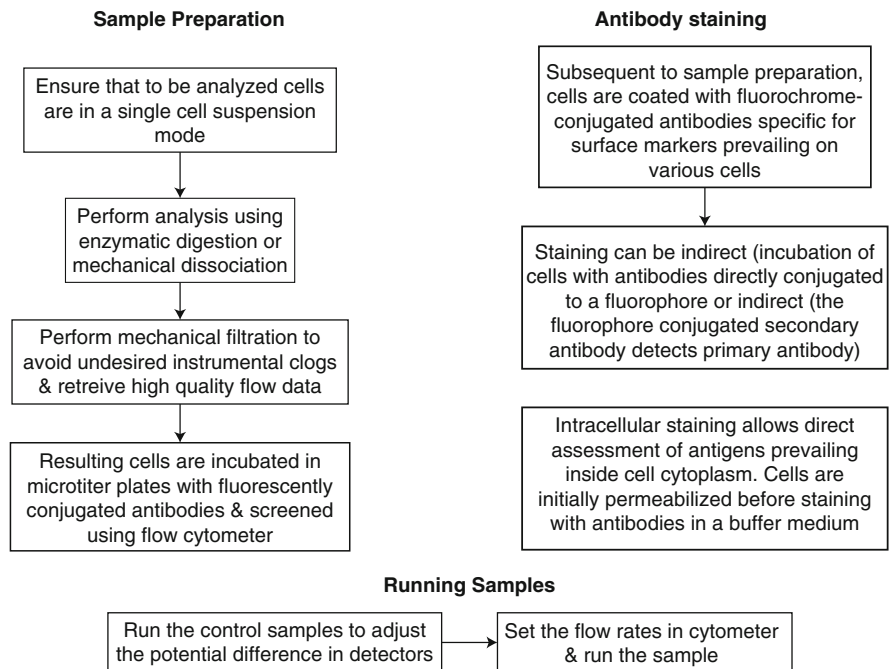 Sample Preparation
Ensure that to be analyzed cells
are in a single cell suspension
mode
Perform analysis using
enzymatic digestion or
mechanical dissociation
Perform mechanical filtration to
avoid undesired instrumental clogs
& retreive high quality flow data
Resulting cells are incubated in
microtiter plates with fluorescently
conjugated antibodies & screened
using flow cytometer
Antibody staining
Subsequent to sample preparation,
cells are coated with fluorochrome-
conjugated antibodies specific for
surface markers prevailing on
various cells
Staining can be indirect (incubation of
cells with antibodies directly conjugated
to a fluorophore or indirect (the
fluorophore conjugated secondary
antibody detects primary antibody)
Intracellular staining allows direct
assessment of antigens prevailing
inside cell cytoplasm. Cells are
initially permeabilized before staining
with antibodies in a buffer medium
Running Samples
Run the control samples to adjust
the potential difference in detectors
Set the flow rates in cytometer
& run the sample